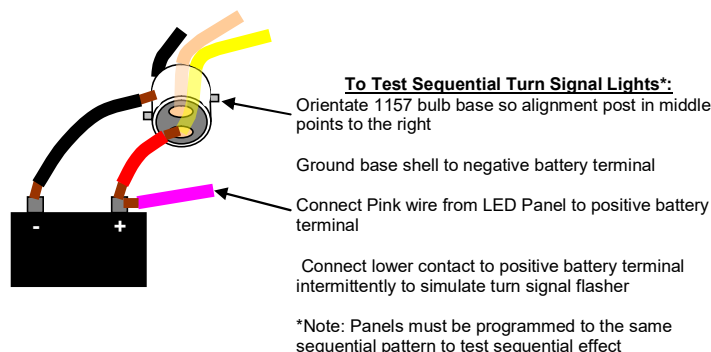 To Test Sequential Turn Signal Lights*:
Orientate 1157 bulb base so alignment post in middle
points to the right
Ground base shell to negative battery terminal
Connect Pink wire from LED Panel to positive battery
terminal
Connect lower contact to positive battery terminal
intermittently to simulate turn signal flasher
*Note: Panels must be programmed to the same
sequential pattern to test sequential effect
- +